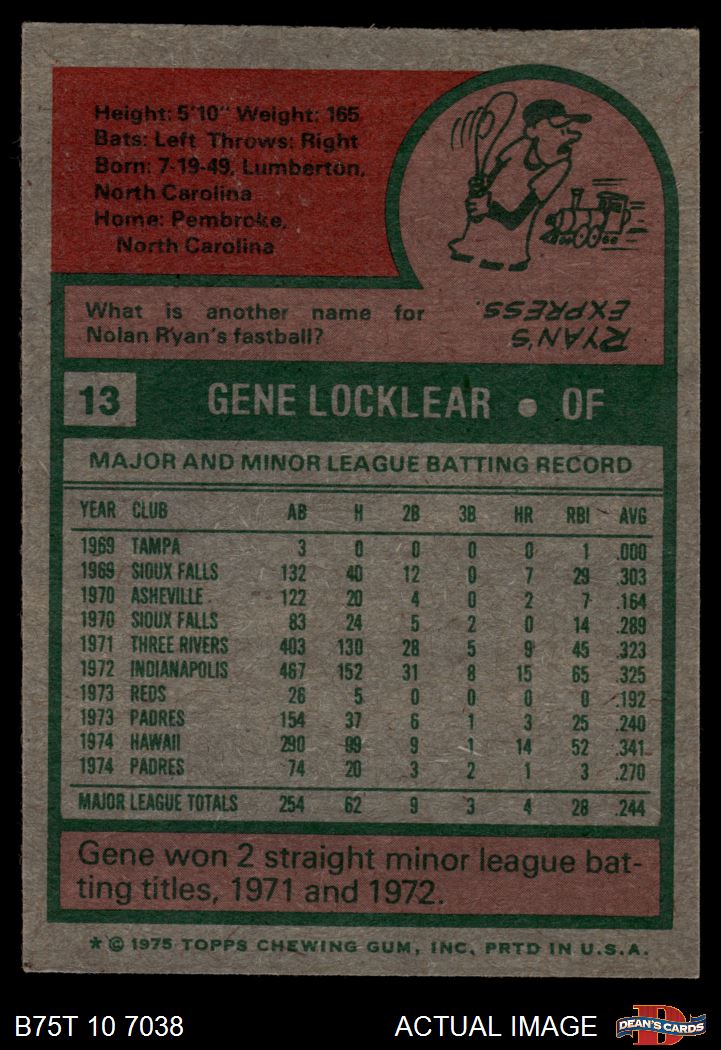 Height: 5'10" Weight: 165
Bats: Left Throws: Right
Born: 7-19-49, Lumberton,
North Carolina
Home: Pembroke,
North Carolina
What is another name for
Nolan Ryan's fastball?
RYAN'S
EXPRESS.
13 GENE LOCKLEAR • OF
MAJOR AND MINOR LEAGUE BATTING RECORD
YEAR CLUB AB H 2B 3B HR RBI AVG
1969 TAMPA 3 0 0 0 0 1 .000
1969 SIOUX FALLS 132 40 12 0 7 29 .303
1970 ASHEVILLE 122 20 4 0 2 7 .164
1970 SIOUX FALLS 83 24 5 2 0 14 .289
1971 THREE RIVERS 403 130 28 5 9 45 .323
1972 INDIANAPOLIS 467 152 31 8 15 65 .325
1973 REDS 26 5 0 0 0 0 .192
1973 PADRES 154 37 6 1 3 25 .240
1974 HAWAII 290 99 9 1 14 52 .341
1974 PADRES 74 20 3 2 1 3 .270
MAJOR LEAGUE TOTALS 254 62 9 3 4 28 .244
Gene won 2 straight minor league bat-
ting titles, 1971 and 1972.
* © 1975 TOPPS CHEWING GUM, INC. PRTD IN U.S.A.
B75T 10 7038 ACTUAL IMAGE D DEAN'S CARDS